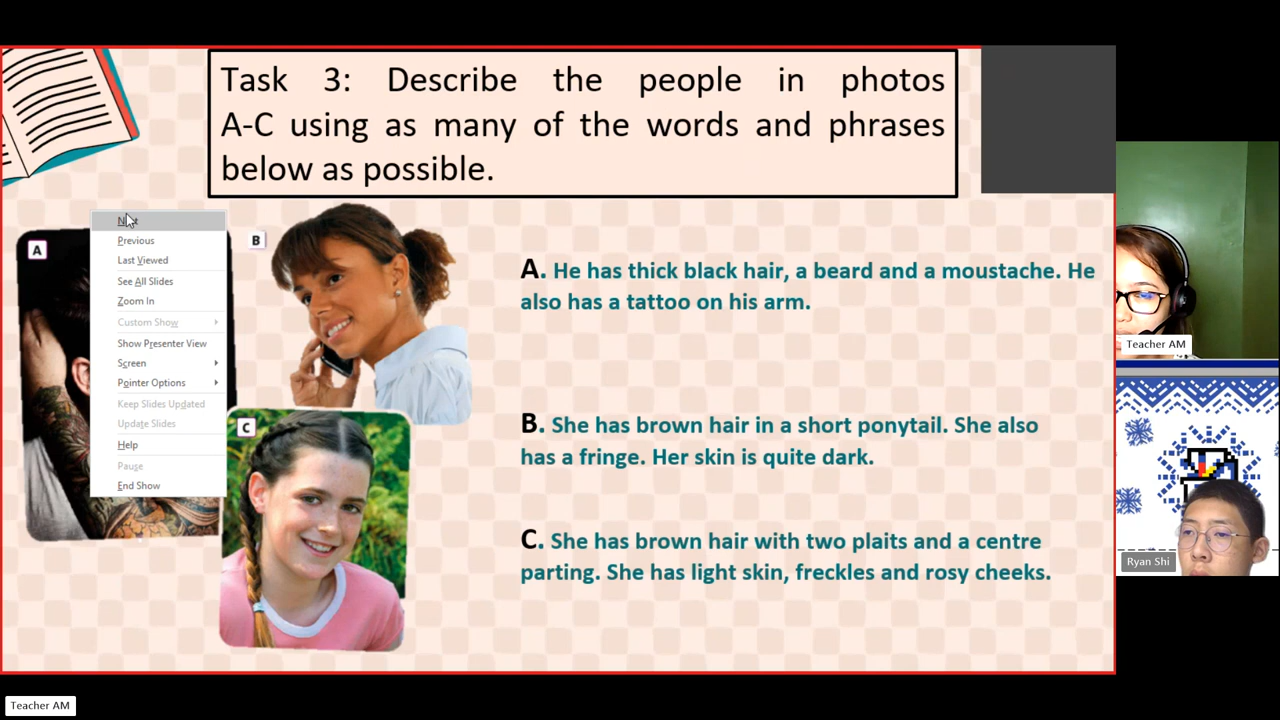 Task 3: Describe the people in photos
A-C using as many of the words and phrases
below as possible.
A
Previous
Last Viewed
See All Slides
Zoom In
Custom Show
Show Presenter View
Screen
Pointer Options
Keep Slides Updated
Update Slides
Help
Pause
End Show
B
C
A. He has thick black hair, a beard and a moustache. He
also has a tattoo on his arm.
B. She has brown hair in a short ponytail. She also
has a fringe. Her skin is quite dark.
C. She has brown hair with two plaits and a centre
parting. She has light skin, freckles and rosy cheeks.
Teacher AM
Ryan Shi
Teacher AM